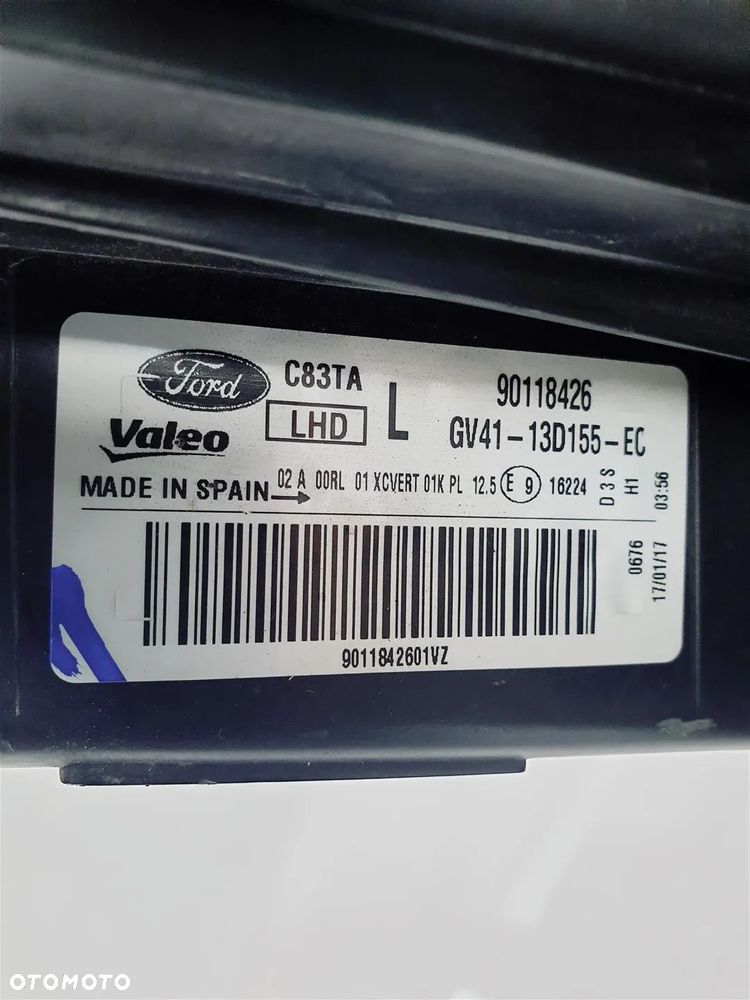 Ford
C83TA
90118426
Valeo
LHD
L
GV41-13D155-EC
MADE IN SPAIN
02 A 00RL 01 XCVERT 01K PL 12.5 E 9 16224
D3S
H1
03:56
0676
17/01/17
9011842601VZ
OTOMOTO